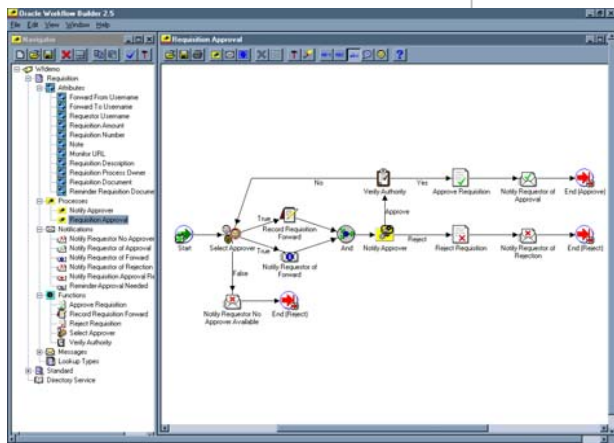 Oracle Workflow Builder 2.5
File Edit View Window Help
Navigator
Wfdemo
Requisition
Attributes
Forward From Username
Forward To Username
Requestor Username
Requisition Amount
Requisition Number
Note
Monitor URL
Requisition Description
Requisition Process Owner
Requisition Document
Reminder Requisition Docume
Processes
Notify Approver
Requisition Approval
Notifications
Notify Requestor No Approver
Notify Requestor of Approval
Notify Requestor of Forward
Notify Requestor of Rejection
Notify Requisition Approval Re
Reminder-Approval Needed
Functions
Approve Requisition
Record Requisition Forward
Reject Requisition
Select Approver
Verify Authority
Messages
Lookup Types
Standard
Directory Service
Requisition Approval
No
Verify Authority
Yes
Approve Requisition
Notify Requestor of Approval
End (Approve)
True
Record Requisition Forward
Approve
Start
Select Approver
True
And
Notify Approver
Reject
Reject Requisition
Notify Requestor of Rejection
End (Reject)
Notify Requestor of Forward
False
Notify Requestor No Approver Available
End (Reject)